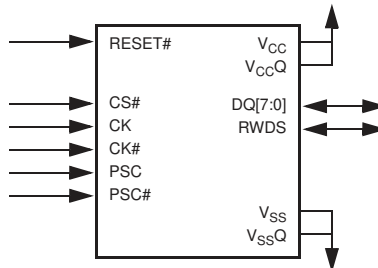 RESET#
CS#
CK
CK#
PSC
PSC#
VCC
VCCQ
DQ[7:0]
RWDS
VSS
VSSQ